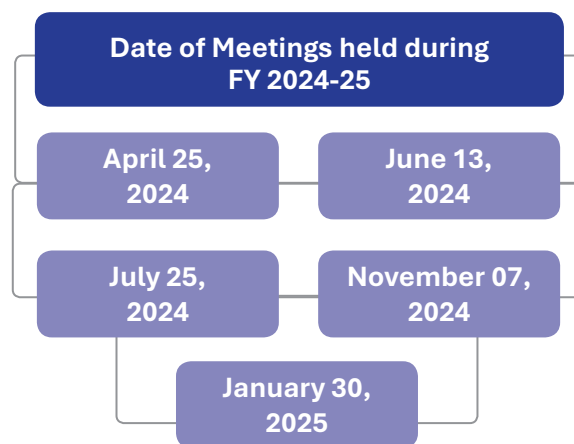 Date of Meetings held during
FY 2024-25
April 25,
2024
June 13,
2024
July 25,
2024
November 07,
2024
January 30,
2025